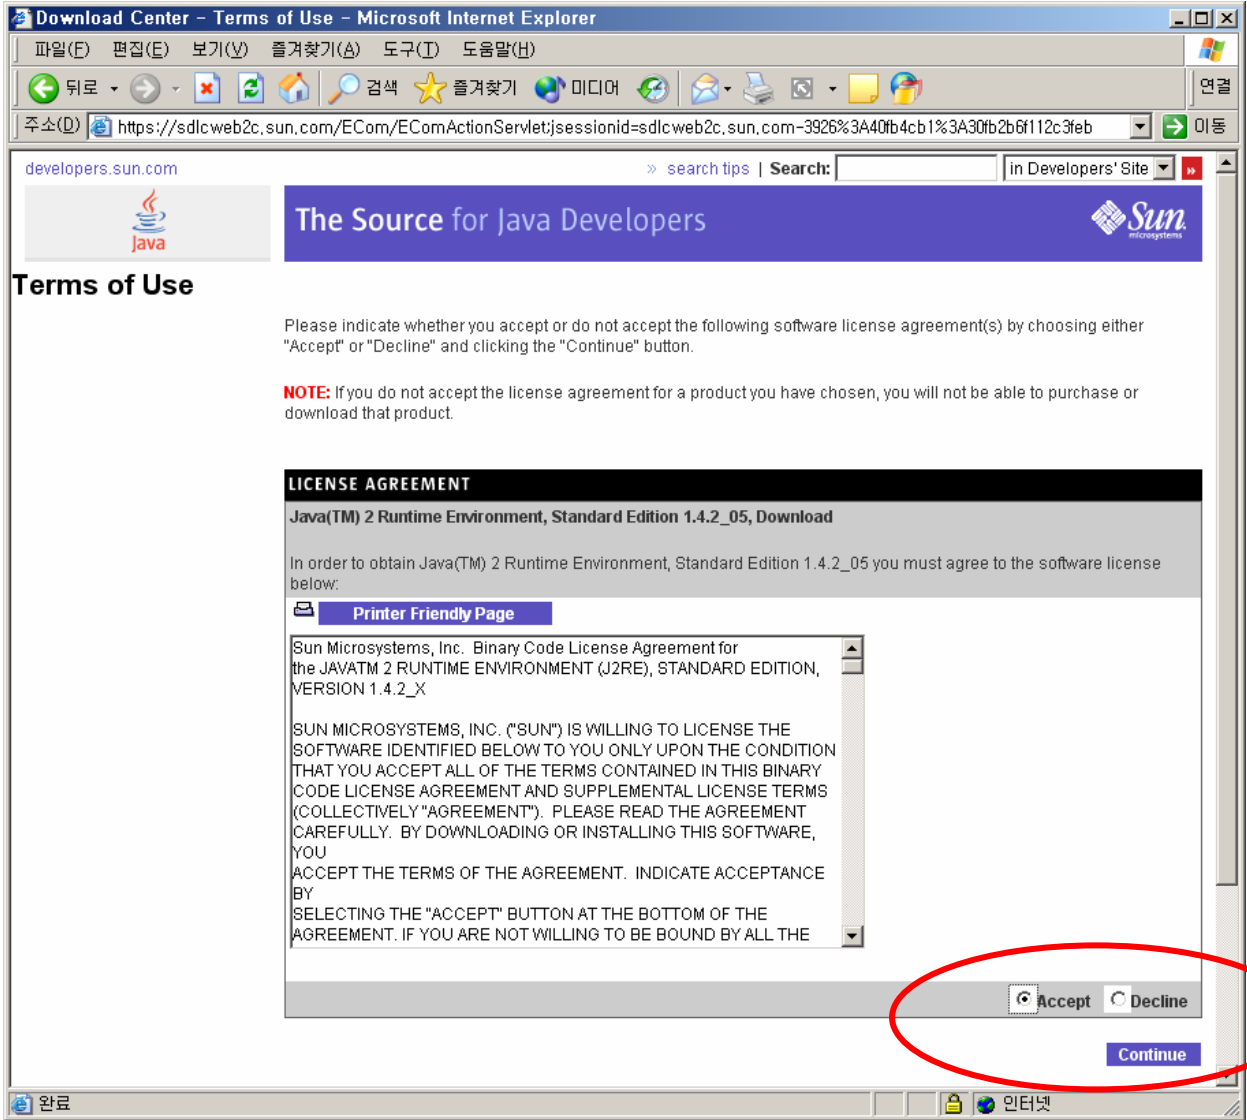 Download Center - Terms of Use - Microsoft Internet Explorer
파일(F) 편집(E) 보기(V) 즐겨찾기(A) 도구(T) 도움말(H)
뒤로 검색 즐겨찾기 미디어 연결
주소(D) https://sdlcweb2c.sun.com/ECom/EComActionServlet;jsessionid=sdlcweb2c.sun.com-3926%3A40fb4cb1%3A30fb2b6f112c3feb 이동
developers.sun.com » search tips | Search: in Developers' Site »
Java
The Source for Java Developers
Sun
microsystems
Terms of Use
Please indicate whether you accept or do not accept the following software license agreement(s) by choosing either
"Accept" or "Decline" and clicking the "Continue" button.
NOTE: If you do not accept the license agreement for a product you have chosen, you will not be able to purchase or
download that product.
LICENSE AGREEMENT
Java(TM) 2 Runtime Environment, Standard Edition 1.4.2_05, Download
In order to obtain Java(TM) 2 Runtime Environment, Standard Edition 1.4.2_05 you must agree to the software license
below:
Printer Friendly Page
Sun Microsystems, Inc. Binary Code License Agreement for
the JAVATM 2 RUNTIME ENVIRONMENT (J2RE), STANDARD EDITION,
VERSION 1.4.2_X
SUN MICROSYSTEMS, INC. ("SUN") IS WILLING TO LICENSE THE
SOFTWARE IDENTIFIED BELOW TO YOU ONLY UPON THE CONDITION
THAT YOU ACCEPT ALL OF THE TERMS CONTAINED IN THIS BINARY
CODE LICENSE AGREEMENT AND SUPPLEMENTAL LICENSE TERMS
(COLLECTIVELY "AGREEMENT"). PLEASE READ THE AGREEMENT
CAREFULLY. BY DOWNLOADING OR INSTALLING THIS SOFTWARE,
YOU
ACCEPT THE TERMS OF THE AGREEMENT. INDICATE ACCEPTANCE
BY
SELECTING THE "ACCEPT" BUTTON AT THE BOTTOM OF THE
AGREEMENT. IF YOU ARE NOT WILLING TO BE BOUND BY ALL THE
Accept Decline
Continue
완료 인터넷